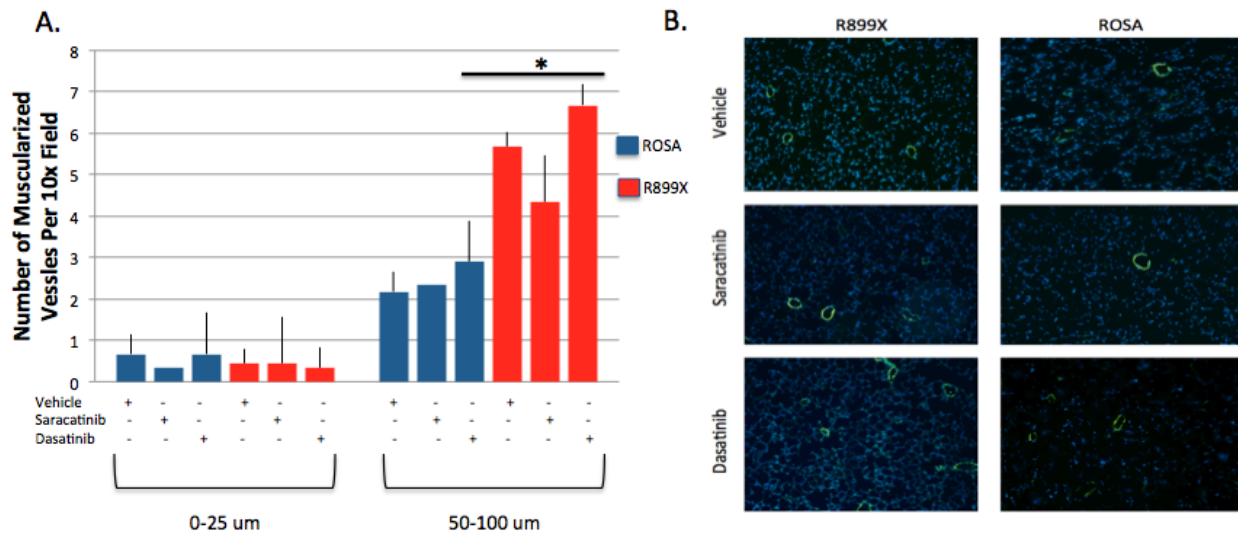 A.
Number of Muscularized
Vessles Per 10x Field
8
7
6
5
4
3
2
1
0
*
ROSA
R899X
Vehicle + - - + - - + - - + - -
Saracatinib - + - - + - - + - - + -
Dasatinib - - + - - + - - + - - +
0-25 um
50-100 um
B.
R899X ROSA
Vehicle
Saracatinib
Dasatinib